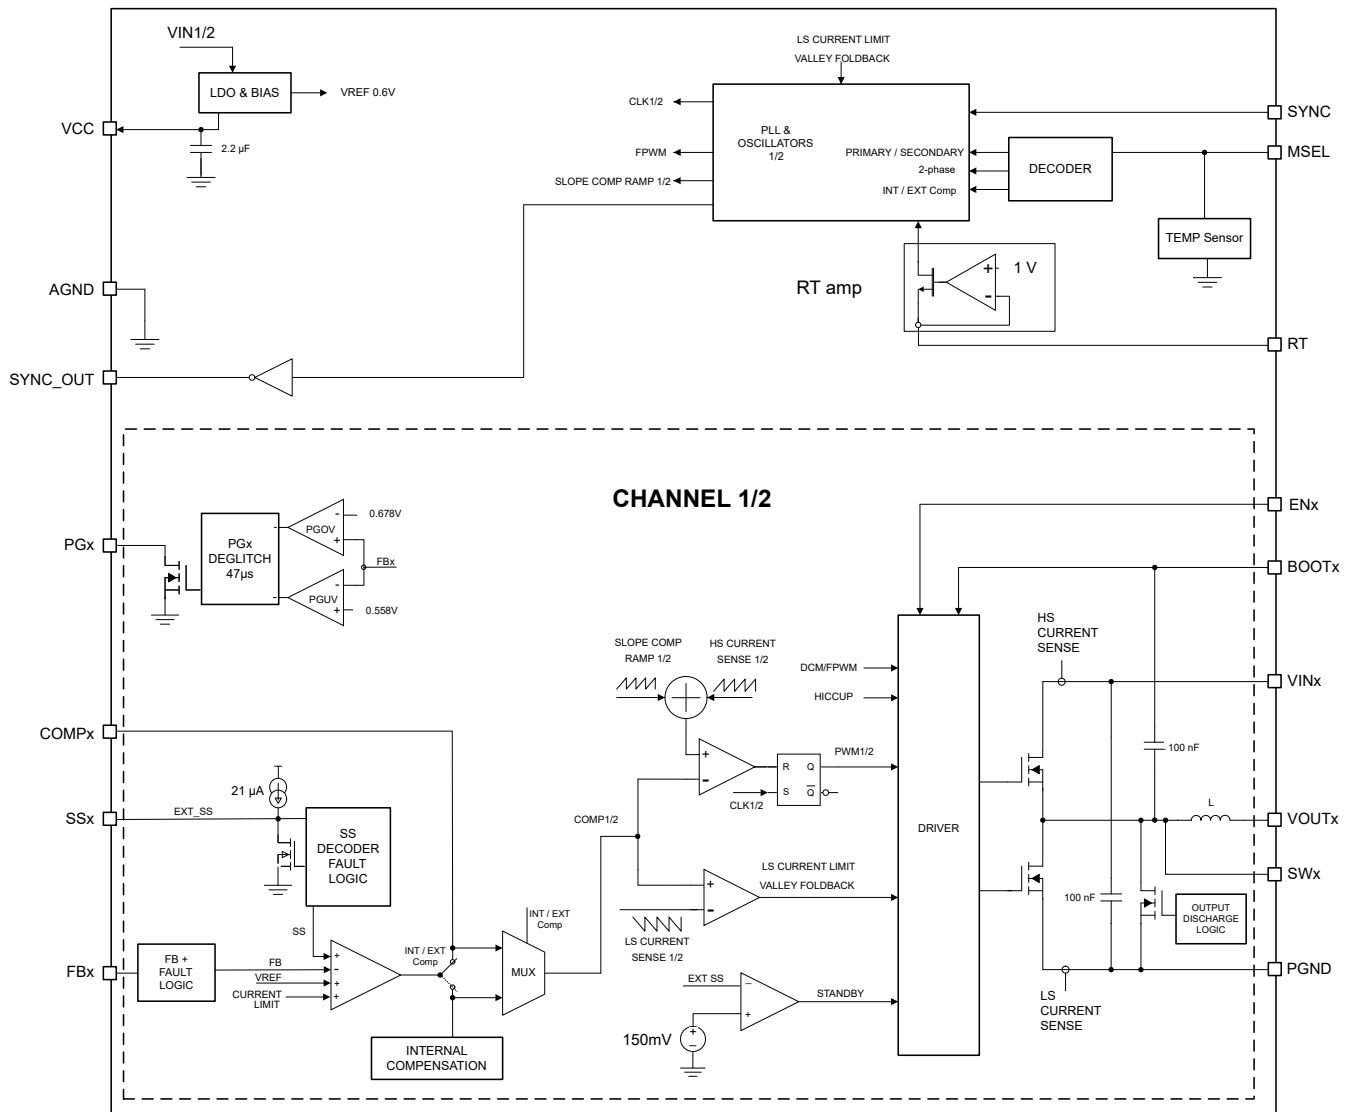 VIN1/2
LDO & BIAS
VREF 0.6V
VCC
2.2 µF
AGND
SYNC_OUT
LS CURRENT LIMIT
VALLEY FOLDBACK
CLK1/2
FPWM
SLOPE COMP RAMP 1/2
PLL &
OSCILLATORS
1/2
PRIMARY / SECONDARY
2-phase
INT / EXT Comp
DECODER
SYNC
MSEL
TEMP Sensor
RT amp
+
-
1 V
RT
CHANNEL 1/2
PGx
PGx
DEGLITCH
47µs
-
PGOV
+
0.678V
FBx
-
PGUV
+
0.558V
-
-
ENx
BOOTx
HS
CURRENT
SENSE
VINx
SLOPE COMP
RAMP 1/2
HS CURRENT
SENSE 1/2
DCM/FPWM
HICCUP
COMPx
21 µA
EXT_SS
SSx
SS
DECODER
FAULT
LOGIC
+
-
R
Q
S
Q
PWM1/2
CLK1/2
COMP1/2
DRIVER
100 nF
L
VOUTx
SWx
LS CURRENT LIMIT
VALLEY FOLDBACK
+
-
LS CURRENT
SENSE 1/2
100 nF
OUTPUT
DISCHARGE
LOGIC
SS
FBx
FB +
FAULT
LOGIC
FB
VREF
CURRENT
LIMIT
+
-
+
+
INT / EXT
Comp
INT / EXT
Comp
MUX
PGND
EXT SS
-
+
STANDBY
150mV
+
-
LS
CURRENT
SENSE
INTERNAL
COMPENSATION